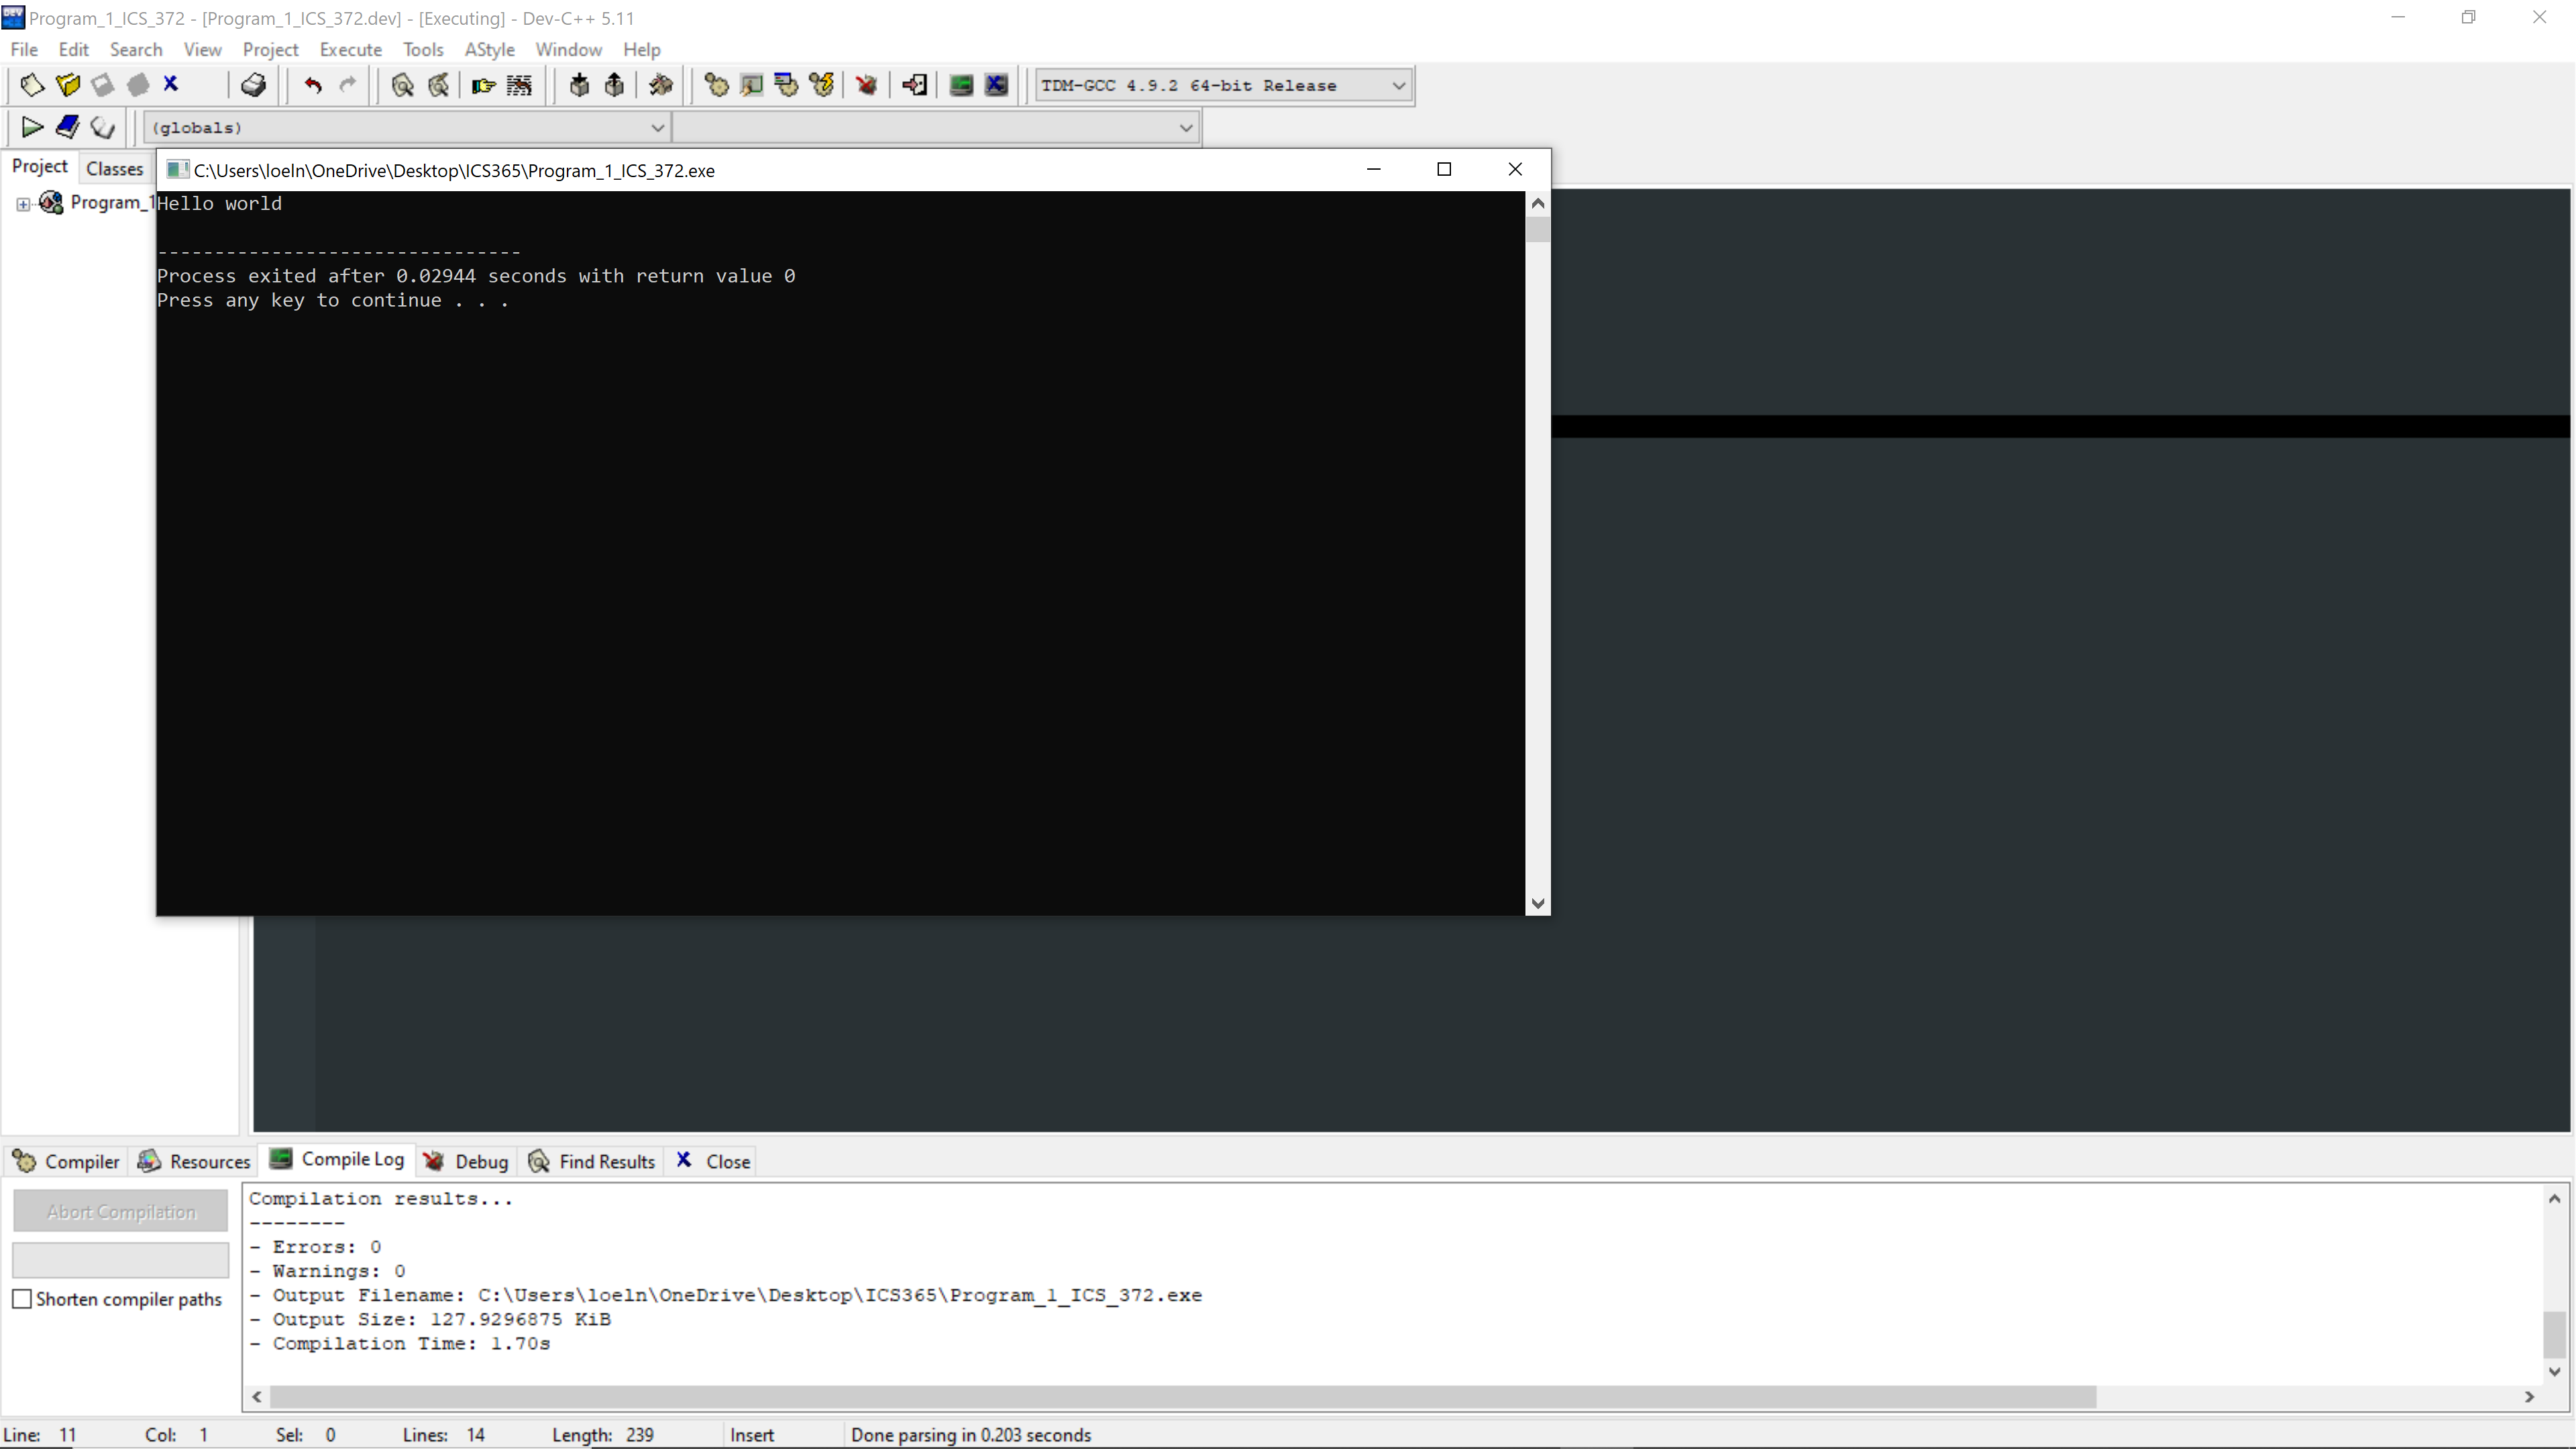 Program_1_ICS_372 - [Program_1_ICS_372.dev] - [Executing] - Dev-C++ 5.11
File Edit Search View Project Execute Tools AStyle Window Help
TDM-GCC 4.9.2 64-bit Release
(globals)
Project Classes
C:\Users\loeln\OneDrive\Desktop\ICS365\Program_1_ICS_372.exe
Program_1
Hello world
--------------------------------
Process exited after 0.02944 seconds with return value 0
Press any key to continue . . .
Compiler Resources Compile Log Debug Find Results Close
Abort Compilation
Shorten compiler paths
Compilation results...
--------
- Errors: 0
- Warnings: 0
- Output Filename: C:\Users\loeln\OneDrive\Desktop\ICS365\Program_1_ICS_372.exe
- Output Size: 127.9296875 KiB
- Compilation Time: 1.70s
Line: 11 Col: 1 Sel: 0 Lines: 14 Length: 239 Insert Done parsing in 0.203 seconds